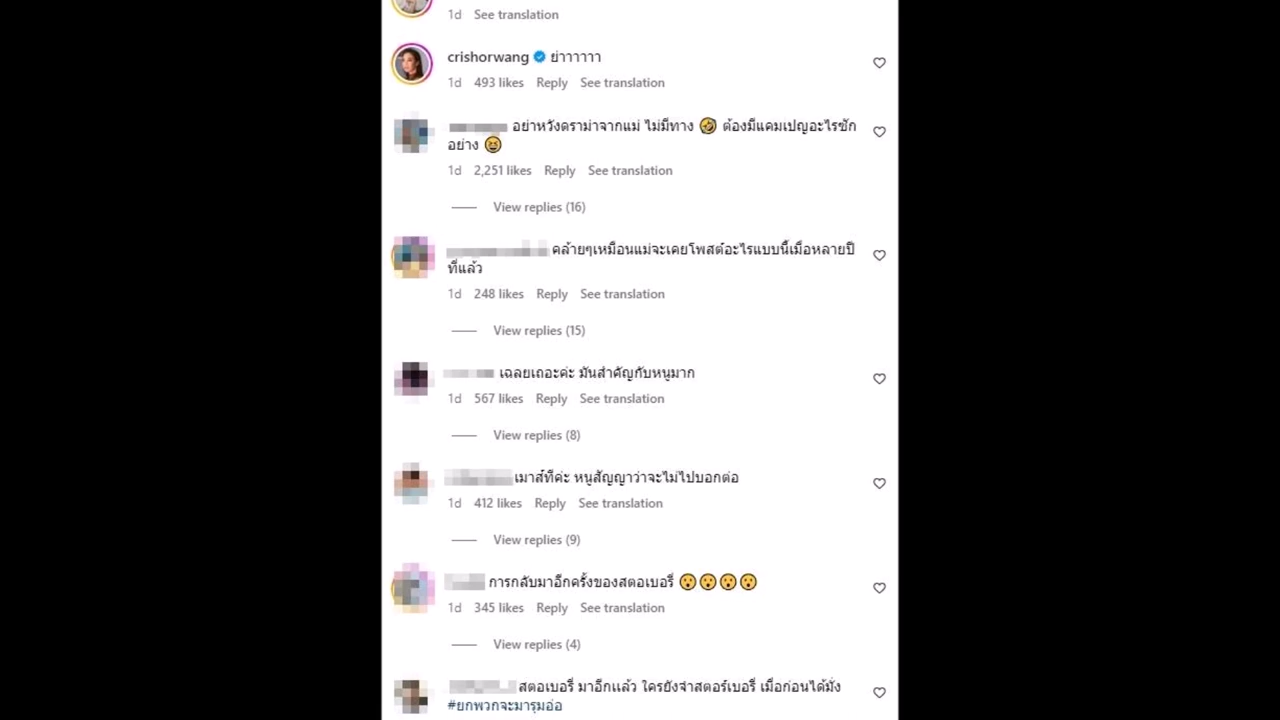 1d See translation
crishorwang ย่าาาาาา
1d 493 likes Reply See translation
อย่าหวังดราม่าจากแม่ ไม่มีทาง 🤣 ต้องมีแคมเปญอะไรซัก
อย่าง 😆
1d 2,251 likes Reply See translation
View replies (16)
คล้ายๆเหมือนแม่จะเคยโพสต์อะไรแบบนี้เมื่อหลายปี
ที่แล้ว
1d 248 likes Reply See translation
View replies (15)
เฉลยเถอะค่ะ มันสำคัญกับหนูมาก
1d 567 likes Reply See translation
View replies (8)
เมาส์ทีค่ะ หนูสัญญาว่าจะไม่ไปบอกต่อ
1d 412 likes Reply See translation
View replies (9)
การกลับมาอีกครั้งของสตอเบอรี่ 😮😮😮😮
1d 345 likes Reply See translation
View replies (4)
สตอเบอรี่ มาอีกแล้ว ใครยังจำสตอร์เบอรี่ เมื่อก่อนได้มั่ง
#ยกพวกจะมารุมอ่อ